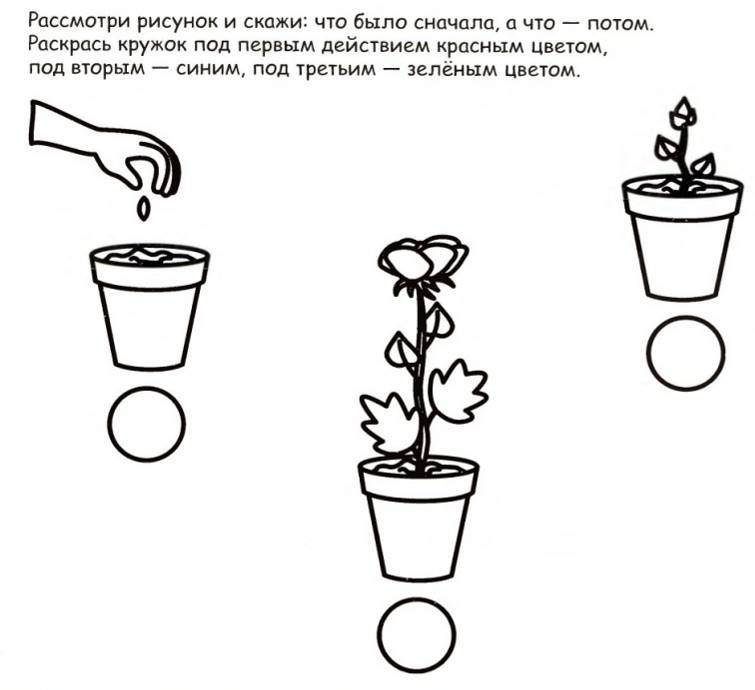 Рассмотри рисунок и скажи: что было сначала, а что — потом.
Раскрась кружок под первым действием красным цветом,
под вторым — синим, под третьим — зелёным цветом.